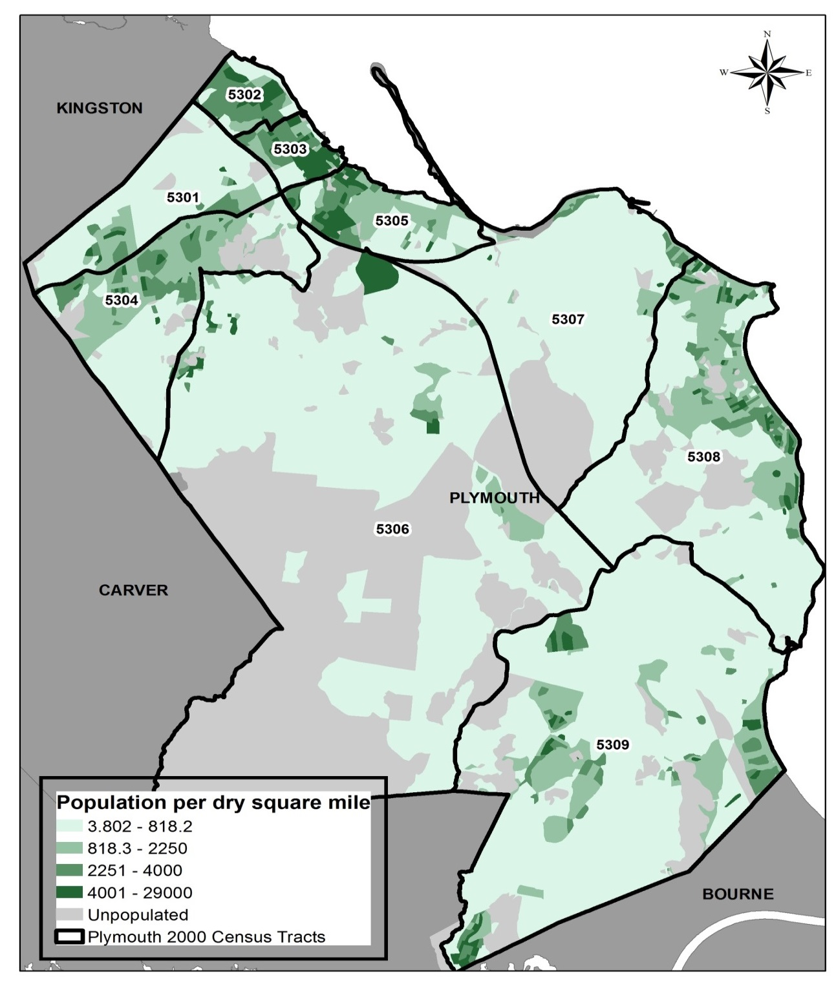 N
W E
S
KINGSTON
5302
5303
5301
5305
5304
5307
5308
PLYMOUTH
5306
CARVER
5309
BOURNE
Population per dry square mile
3.802 - 818.2
818.3 - 2250
2251 - 4000
4001 - 29000
Unpopulated
Plymouth 2000 Census Tracts